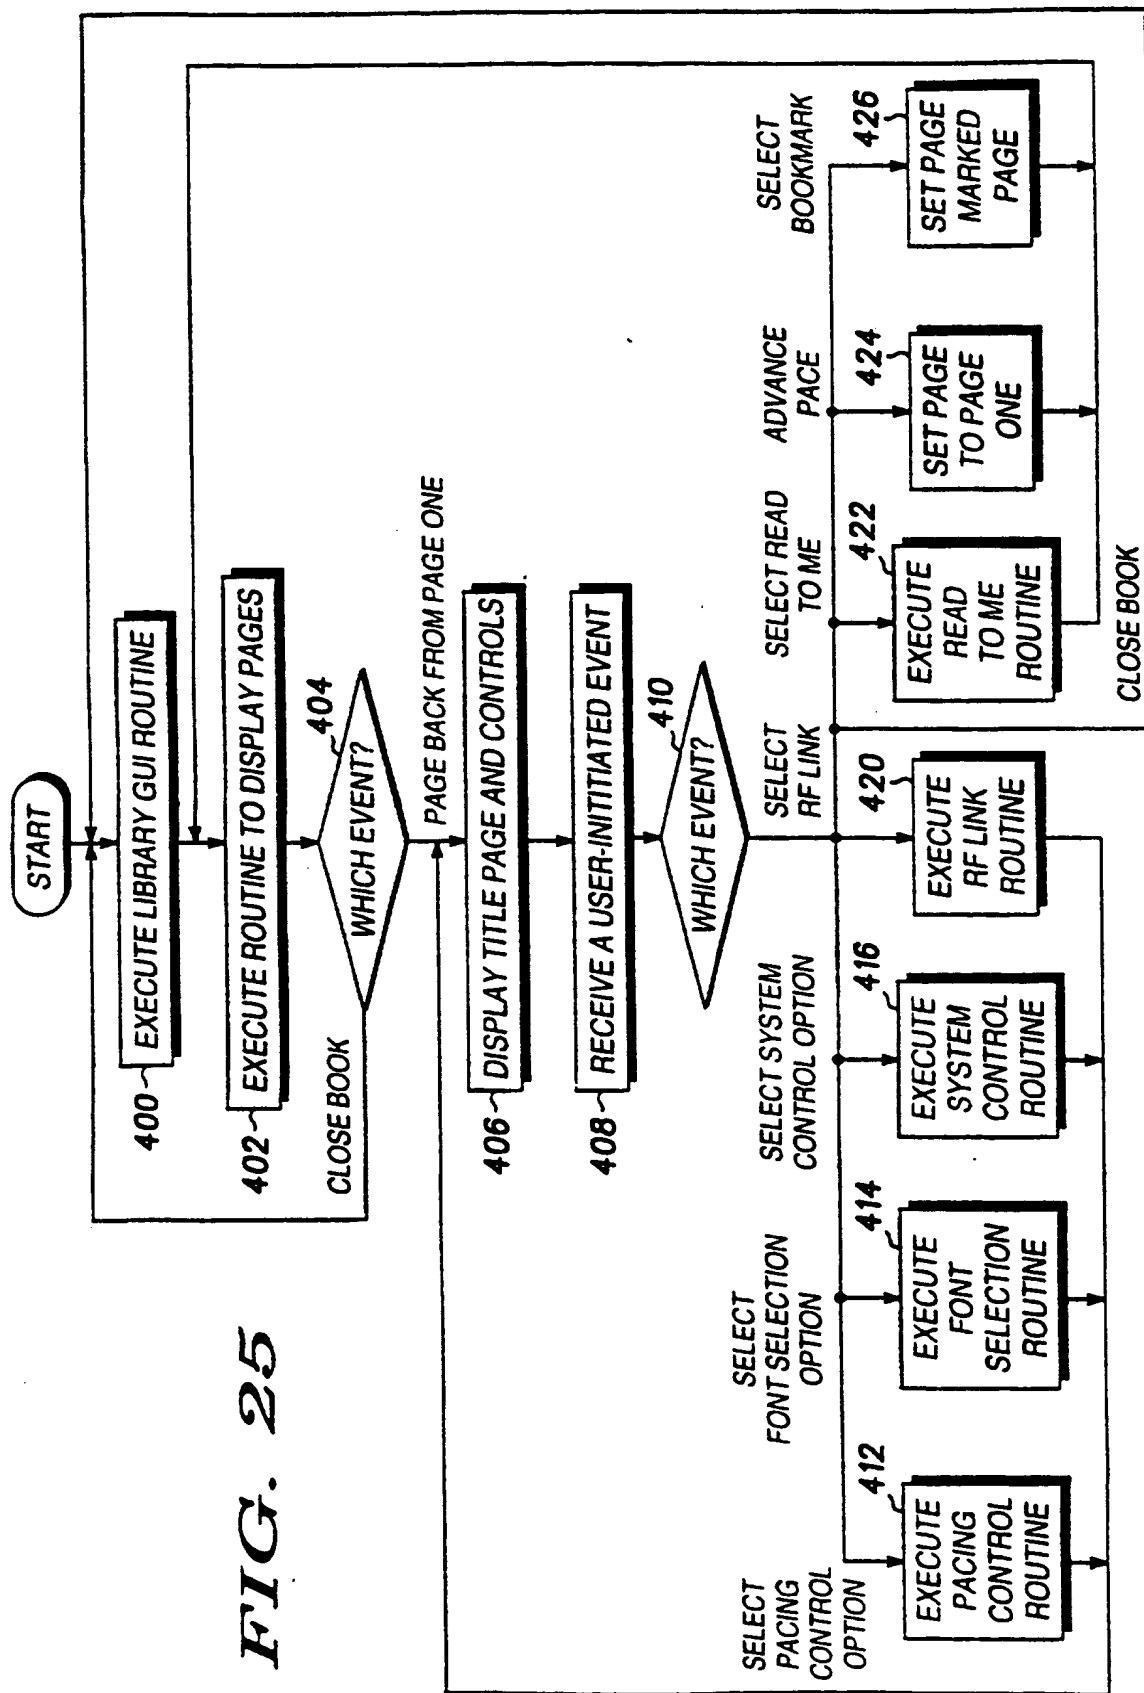 FIG. 25
START
EXECUTE LIBRARY GUI ROUTINE
400
EXECUTE ROUTINE TO DISPLAY PAGES
402
WHICH EVENT?
404
CLOSE BOOK
PAGE BACK FROM PAGE ONE
DISPLAY TITLE PAGE AND CONTROLS
406
RECEIVE A USER-INITIATED EVENT
408
WHICH EVENT?
410
SELECT
PACING
CONTROL
OPTION
412
EXECUTE
PACING
CONTROL
ROUTINE
SELECT
FONT SELECTION
OPTION
414
EXECUTE
FONT
SELECTION
ROUTINE
SELECT SYSTEM
CONTROL OPTION
416
EXECUTE
SYSTEM
CONTROL
ROUTINE
SELECT
RF LINK
420
EXECUTE
RF LINK
ROUTINE
SELECT READ
TO ME
422
EXECUTE
READ
TO ME
ROUTINE
ADVANCE
PACE
424
SET PAGE
TO PAGE
ONE
SELECT
BOOKMARK
426
SET PAGE
MARKED
PAGE
CLOSE BOOK